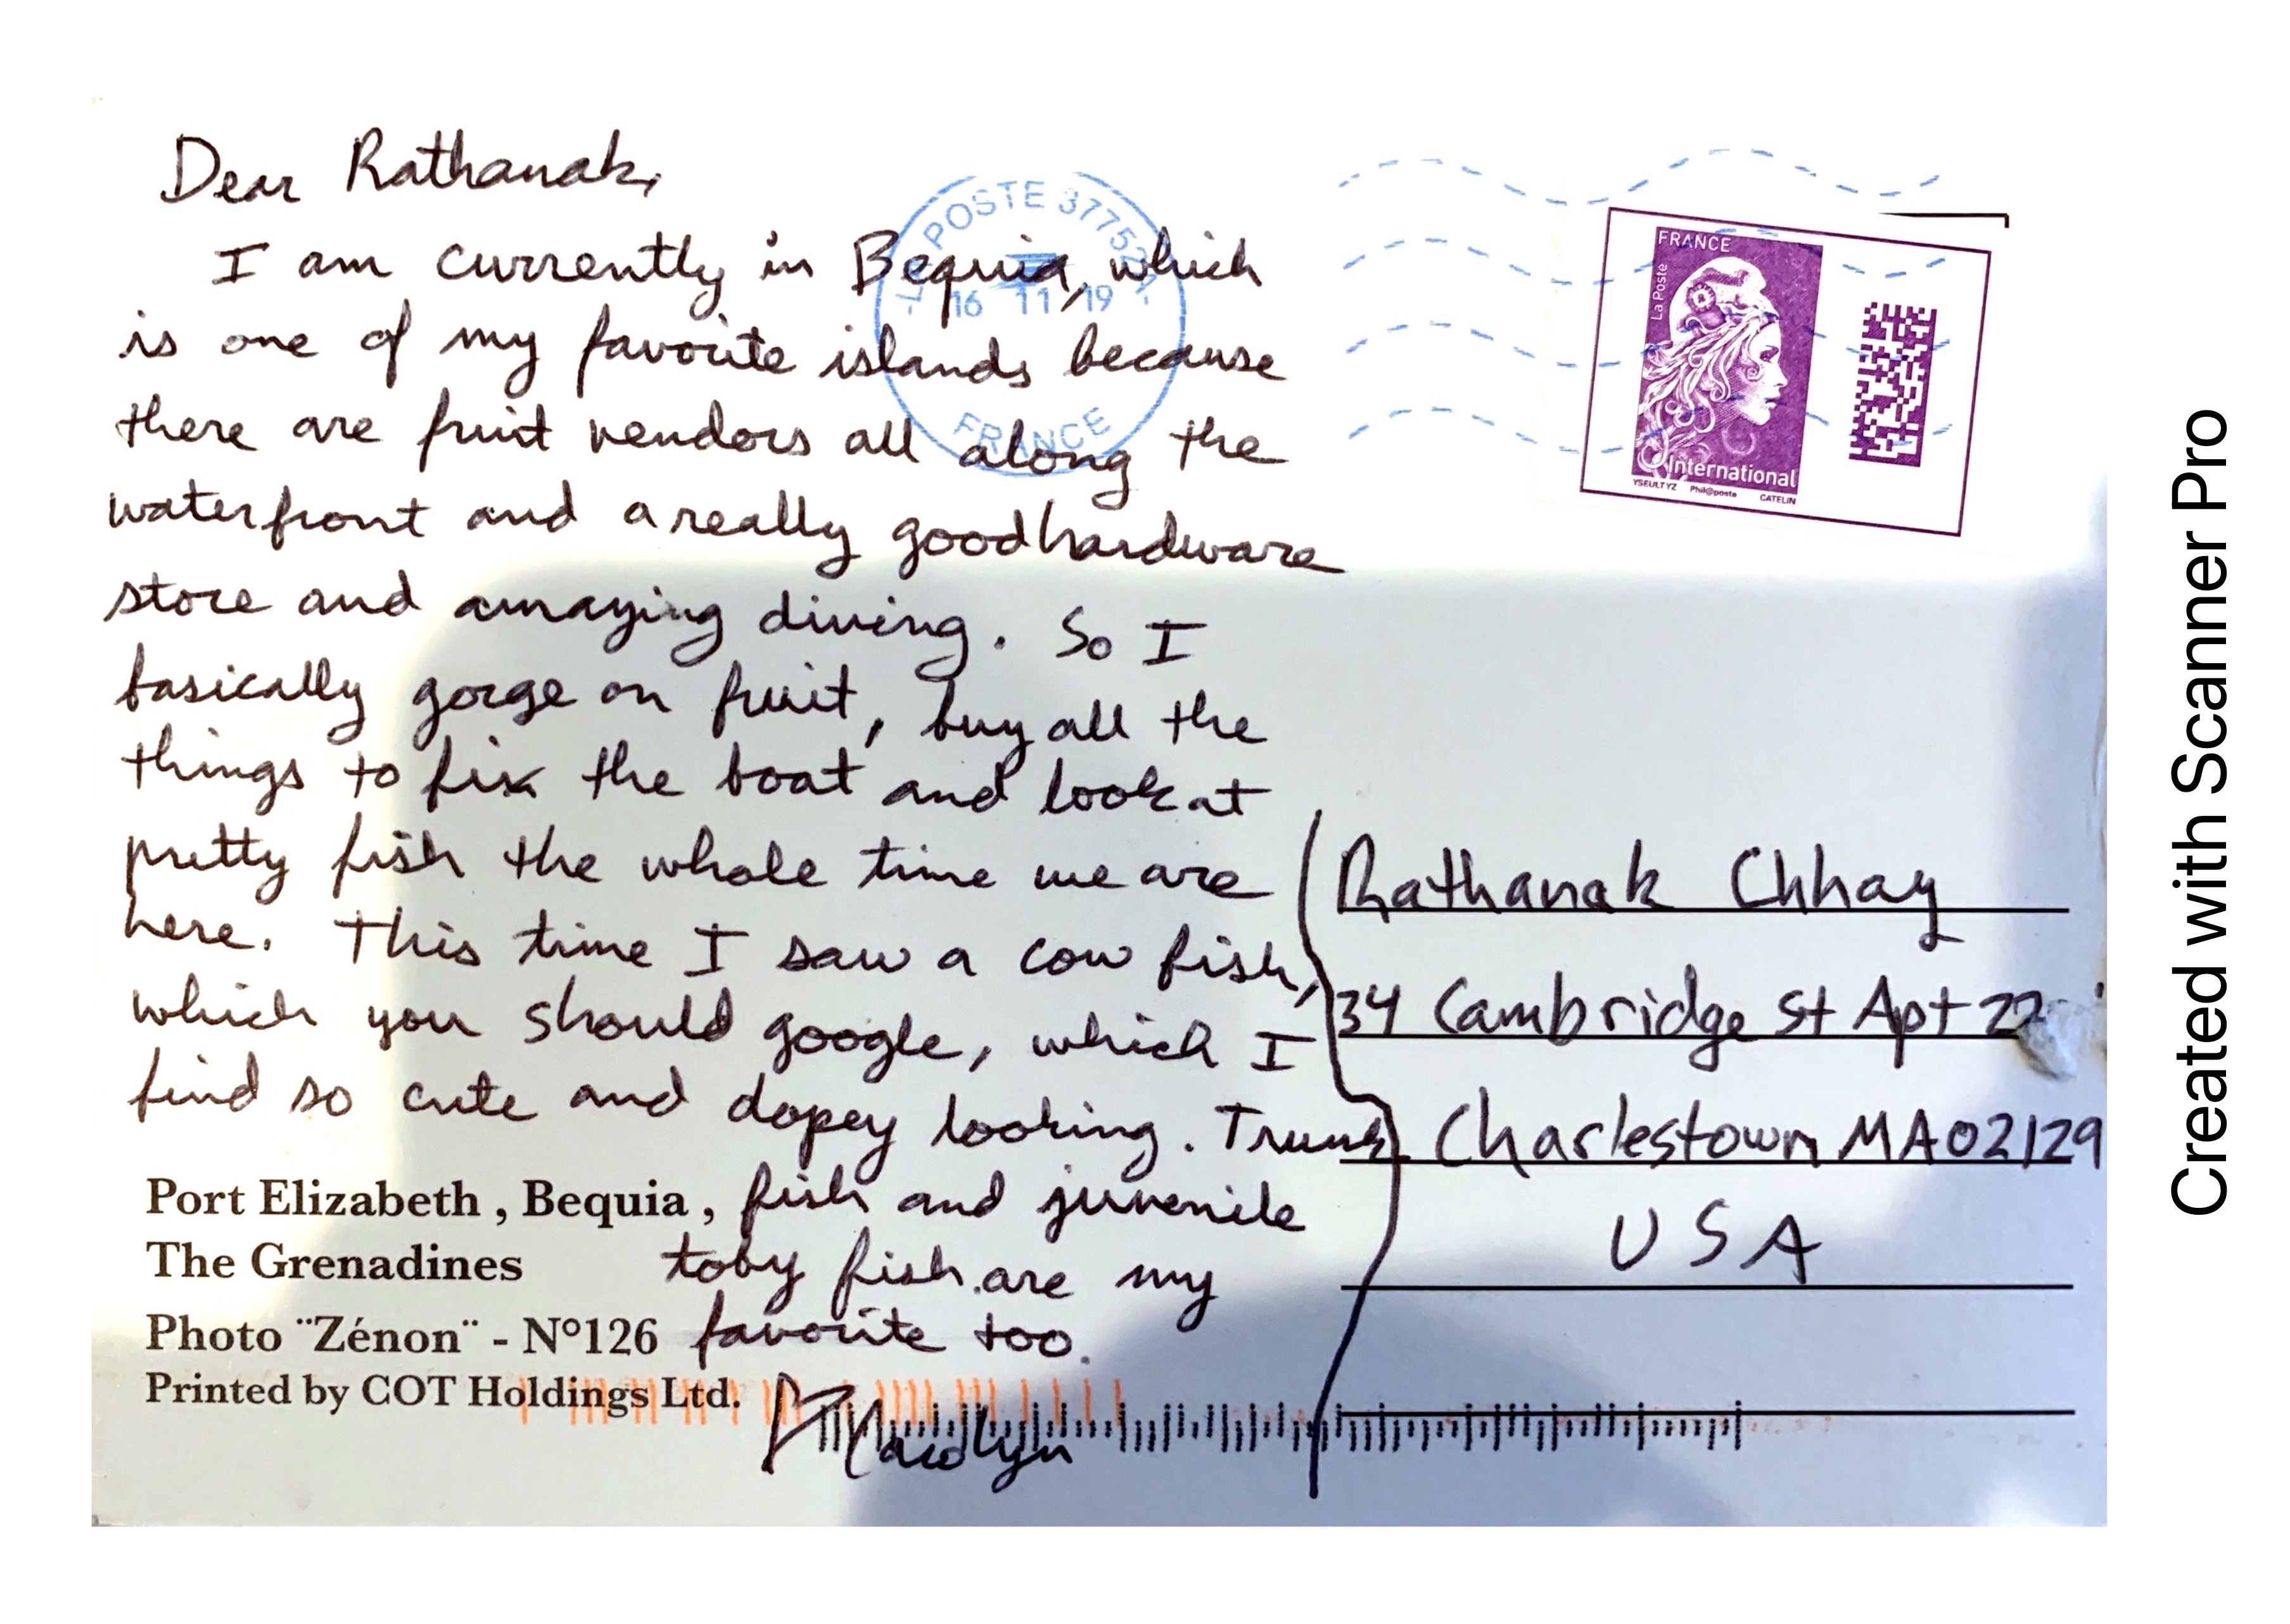 Dear Rathanak,
I am currently in Bequia, which
is one of my favorite islands because
there are fruit vendors all along the
waterfront and a really good hardware
store and amazing diving. So I
basically gorge on fruit, buy all the
things to fix the boat and look at
pretty fish the whole time we are
here. This time I saw a cow fish,
which you should google, which I
find so cute and dopey looking. Trunk
fish and juvenile
toby fish are my
favorite too.
Port Elizabeth , Bequia ,
The Grenadines
Photo ¨Zénon¨ - N°126
Printed by COT Holdings Ltd.
LA POSTE 37752A
16 11 19
FRANCE
FRANCE
La Poste
International
YSEULTYZ Phil@poste CATELIN
Rathanak Chhay
34 Cambridge St Apt 22
Charlestown MA 02129
USA
Created with Scanner Pro